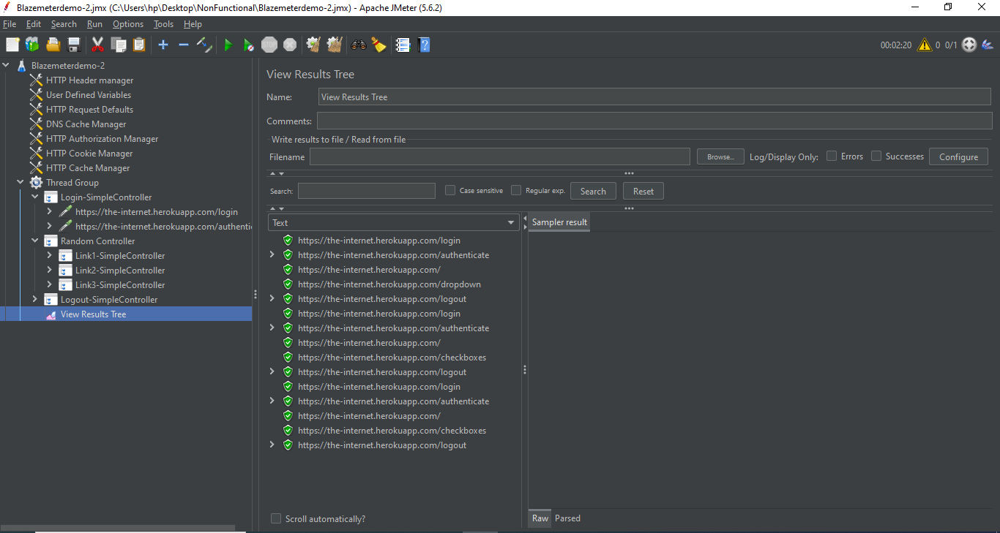 Blazemeterdemo-2.jmx (C:\Users\hp\Desktop\NonFunctional\Blazemeterdemo-2.jmx) - Apache JMeter (5.6.2)
File Edit Search Run Options Tools Help
STOP
00:02:20 0 0/1
Blazemeterdemo-2
HTTP Header manager
User Defined Variables
HTTP Request Defaults
DNS Cache Manager
HTTP Authorization Manager
HTTP Cookie Manager
HTTP Cache Manager
Thread Group
Login-SimpleController
https://the-internet.herokuapp.com/login
https://the-internet.herokuapp.com/authenti
Random Controller
Link1-SimpleController
Link2-SimpleController
Link3-SimpleController
Logout-SimpleController
View Results Tree
View Results Tree
Name: View Results Tree
Comments:
Write results to file / Read from file
Filename Browse... Log/Display Only: Errors Successes Configure
Search: Case sensitive Regular exp. Search Reset
Text
Sampler result
https://the-internet.herokuapp.com/login
https://the-internet.herokuapp.com/authenticate
https://the-internet.herokuapp.com/
https://the-internet.herokuapp.com/dropdown
https://the-internet.herokuapp.com/logout
https://the-internet.herokuapp.com/login
https://the-internet.herokuapp.com/authenticate
https://the-internet.herokuapp.com/
https://the-internet.herokuapp.com/checkboxes
https://the-internet.herokuapp.com/logout
https://the-internet.herokuapp.com/login
https://the-internet.herokuapp.com/authenticate
https://the-internet.herokuapp.com/
https://the-internet.herokuapp.com/checkboxes
https://the-internet.herokuapp.com/logout
Scroll automatically?
Raw Parsed